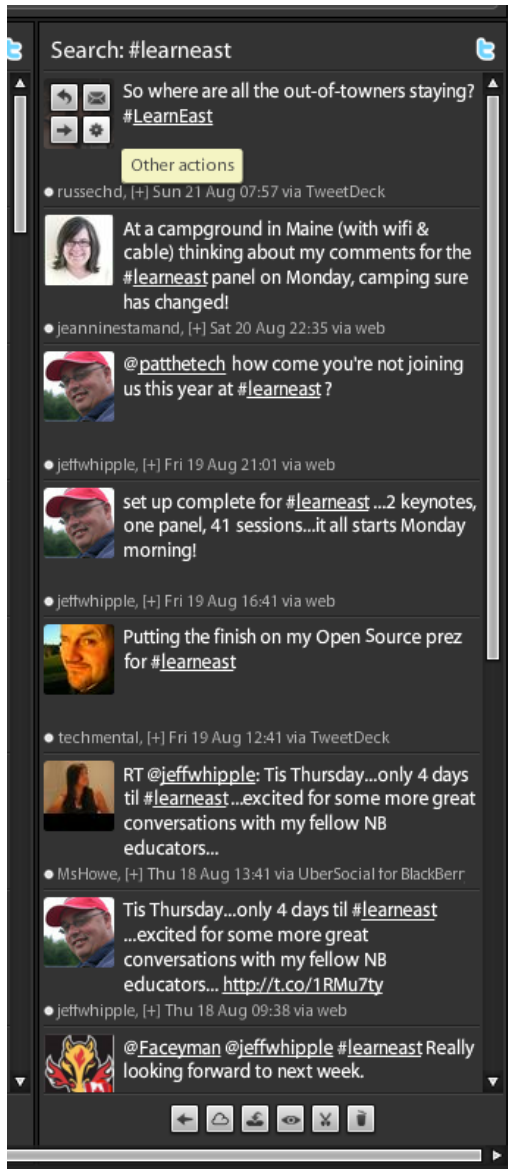 Search: #learneast
So where are all the out-of-towners staying?
#LearnEast
Other actions
russechd, [+] Sun 21 Aug 07:57 via TweetDeck
At a campground in Maine (with wifi &
cable) thinking about my comments for the
#learneast panel on Monday, camping sure
has changed!
jeanninestamand, [+] Sat 20 Aug 22:35 via web
@patthetech how come you're not joining
us this year at #learneast ?
jeffwhipple, [+] Fri 19 Aug 21:01 via web
set up complete for #learneast ...2 keynotes,
one panel, 41 sessions...it all starts Monday
morning!
jeffwhipple, [+] Fri 19 Aug 16:41 via web
Putting the finish on my Open Source prez
for #learneast
techmental, [+] Fri 19 Aug 12:41 via TweetDeck
RT @jeffwhipple: Tis Thursday...only 4 days
til #learneast ...excited for some more great
conversations with my fellow NB
educators...
MsHowe, [+] Thu 18 Aug 13:41 via UberSocial for BlackBerr
Tis Thursday...only 4 days til #learneast
...excited for some more great
conversations with my fellow NB
educators... http://t.co/1RMu7ty
jeffwhipple, [+] Thu 18 Aug 09:38 via web
@Faceyman @jeffwhipple #learneast Really
looking forward to next week.